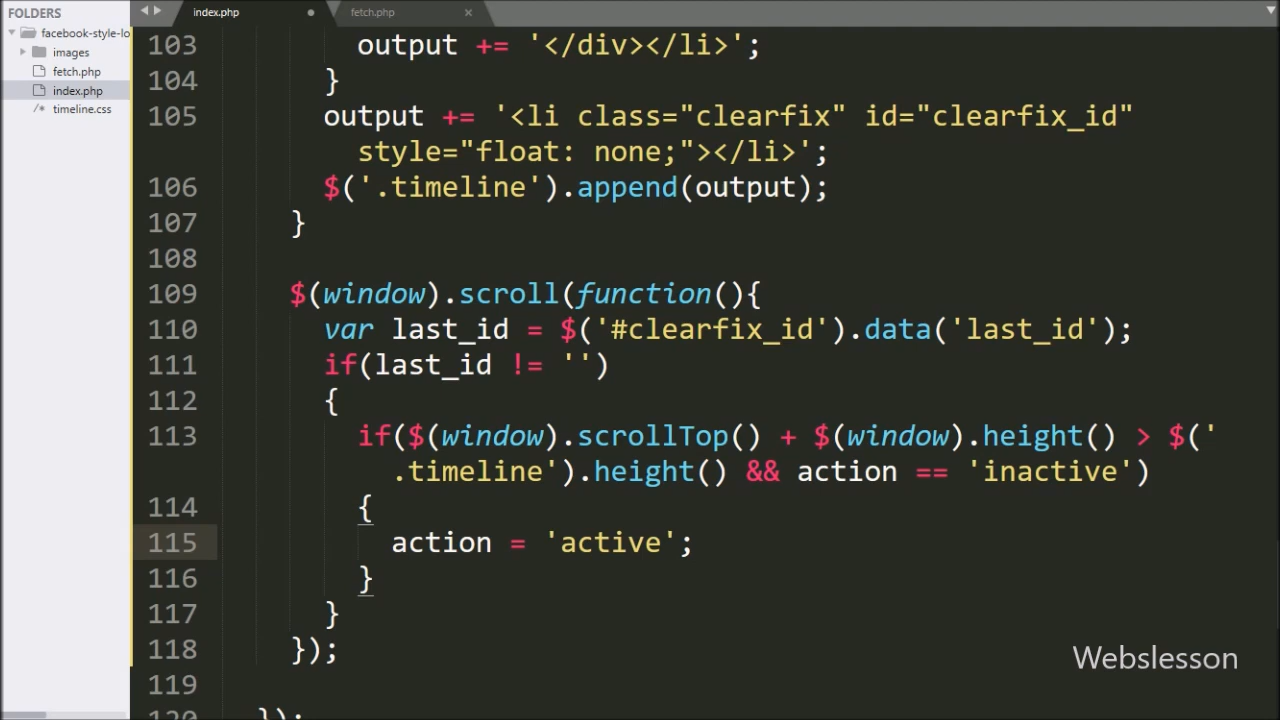 FOLDERS
facebook-style-lo
images
fetch.php
index.php
/* timeline.css
index.php
fetch.php
103 output += '</div></li>';
104 }
105 output += '<li class="clearfix" id="clearfix_id"
style="float: none;"></li>';
106 $('.timeline').append(output);
107 }
108
109 $(window).scroll(function(){
110 var last_id = $('#clearfix_id').data('last_id');
111 if(last_id != '')
112 {
113 if($(window).scrollTop() + $(window).height() > $('
.timeline').height() && action == 'inactive')
114 {
115 action = 'active';
116 }
117 }
118 });
119
120 });
Webslesson